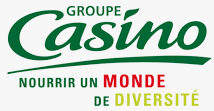 GROUPE
Casino
NOURRIR UN MONDE
DE DIVERSITÉ